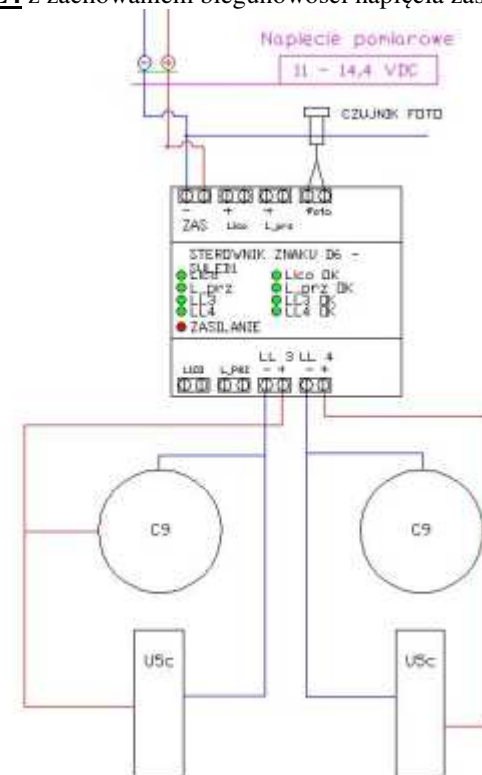 z zachowaniem biegunowości napięcia zas
Napięcie pomiarowe
11 - 14,4 VDC
CZUJNIK FOTO
- + + Foto
ZAS Lico L_prz
STEROWNIK ZNAKU D6 -
Lico Lico OK
L_prz L_prz OK
LL3 LL3 OK
LL4 LL4 OK
ZASILANIE
LL 3 LL 4
LICO L_PRZ - + - +
C9 C9
U5c U5c